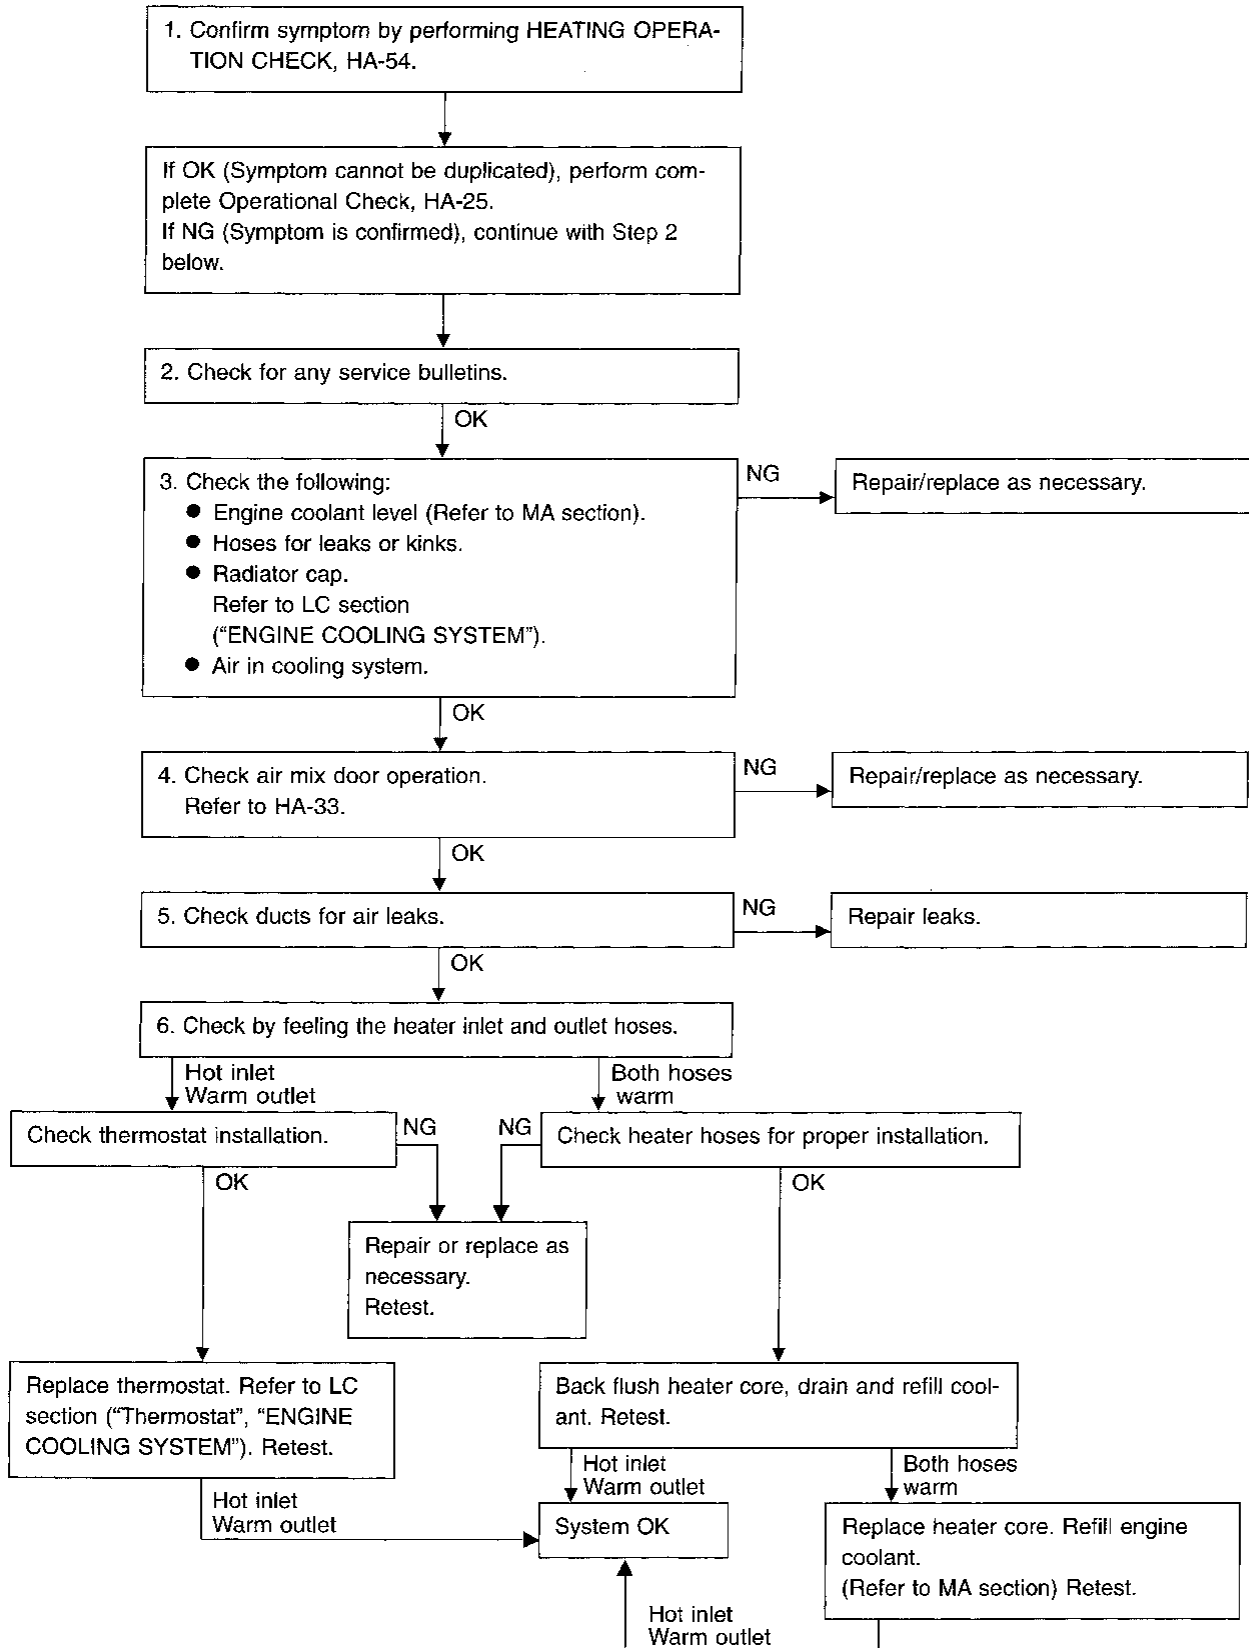 1. Confirm symptom by performing HEATING OPERA-
TION CHECK, HA-54.
If OK (Symptom cannot be duplicated), perform com-
plete Operational Check, HA-25.
If NG (Symptom is confirmed), continue with Step 2
below.
2. Check for any service bulletins.
OK
3. Check the following:
● Engine coolant level (Refer to MA section).
● Hoses for leaks or kinks.
● Radiator cap.
Refer to LC section
(“ENGINE COOLING SYSTEM”).
● Air in cooling system.
NG
Repair/replace as necessary.
OK
4. Check air mix door operation.
Refer to HA-33.
NG
Repair/replace as necessary.
OK
5. Check ducts for air leaks.
NG
Repair leaks.
OK
6. Check by feeling the heater inlet and outlet hoses.
Hot inlet
Warm outlet
Both hoses
warm
Check thermostat installation.
NG
NG
Check heater hoses for proper installation.
OK
OK
Repair or replace as
necessary.
Retest.
Replace thermostat. Refer to LC
section (“Thermostat”, “ENGINE
COOLING SYSTEM”). Retest.
Back flush heater core, drain and refill cool-
ant. Retest.
Hot inlet
Warm outlet
Hot inlet
Warm outlet
Both hoses
warm
System OK
Replace heater core. Refill engine
coolant.
(Refer to MA section) Retest.
Hot inlet
Warm outlet